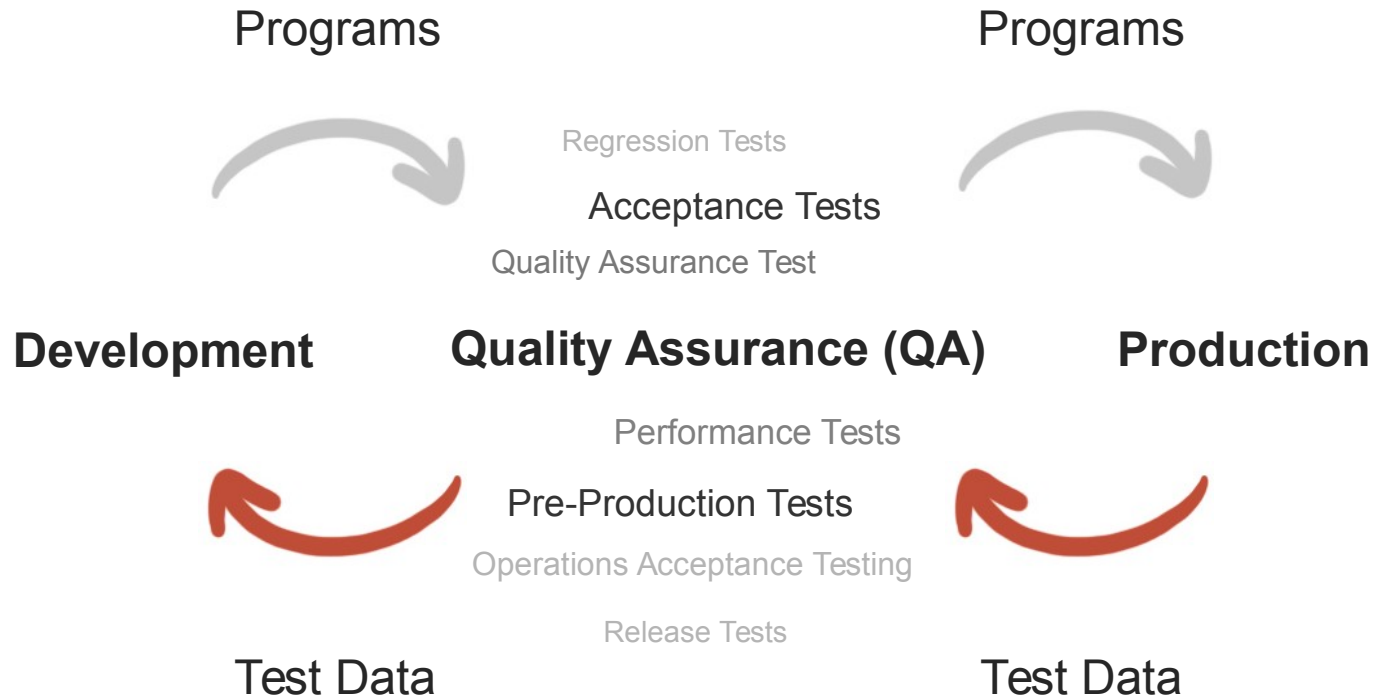 Programs
Programs
Regression Tests
Acceptance Tests
Quality Assurance Test
Development
Quality Assurance (QA)
Production
Performance Tests
Pre-Production Tests
Operations Acceptance Testing
Release Tests
Test Data
Test Data